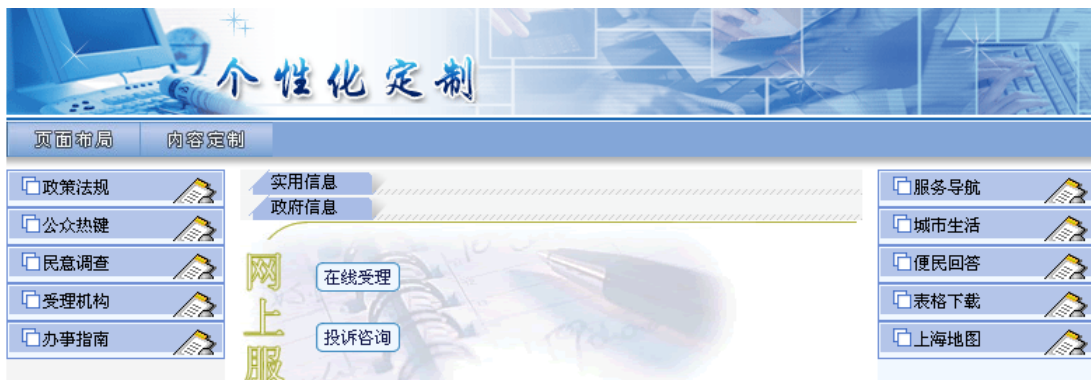 个性化定制
页面布局 内容定制
政策法规
公众热键
民意调查
受理机构
办事指南
实用信息
政府信息
网上服
在线受理
投诉咨询
服务导航
城市生活
便民回答
表格下载
上海地图